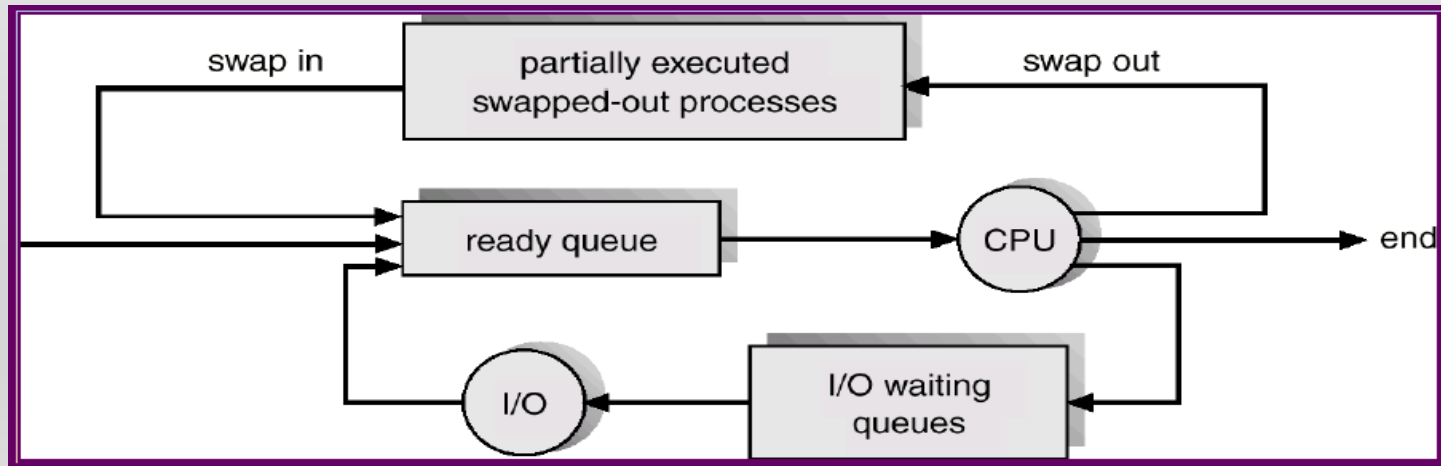 swap in
partially executed
swapped-out processes
swap out
ready queue
CPU
end
I/O
I/O waiting
queues